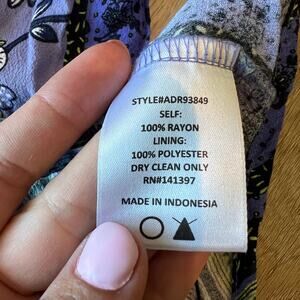 STYLE#ADR93849
SELF:
100% RAYON
LINING:
100% POLYESTER
DRY CLEAN ONLY
RN#141397
MADE IN INDONESIA